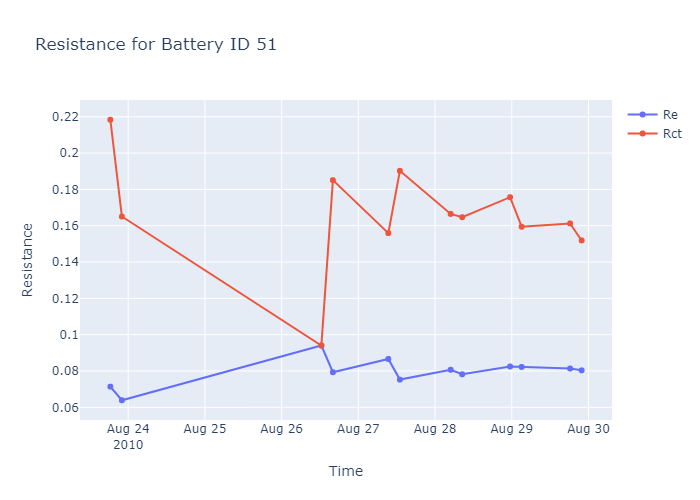 Resistance for Battery ID 51
Re
Rct
0.22
0.2
0.18
0.16
0.14
0.12
0.1
0.08
0.06
Resistance
Aug 24
2010
Aug 25
Aug 26
Aug 27
Aug 28
Aug 29
Aug 30
Time